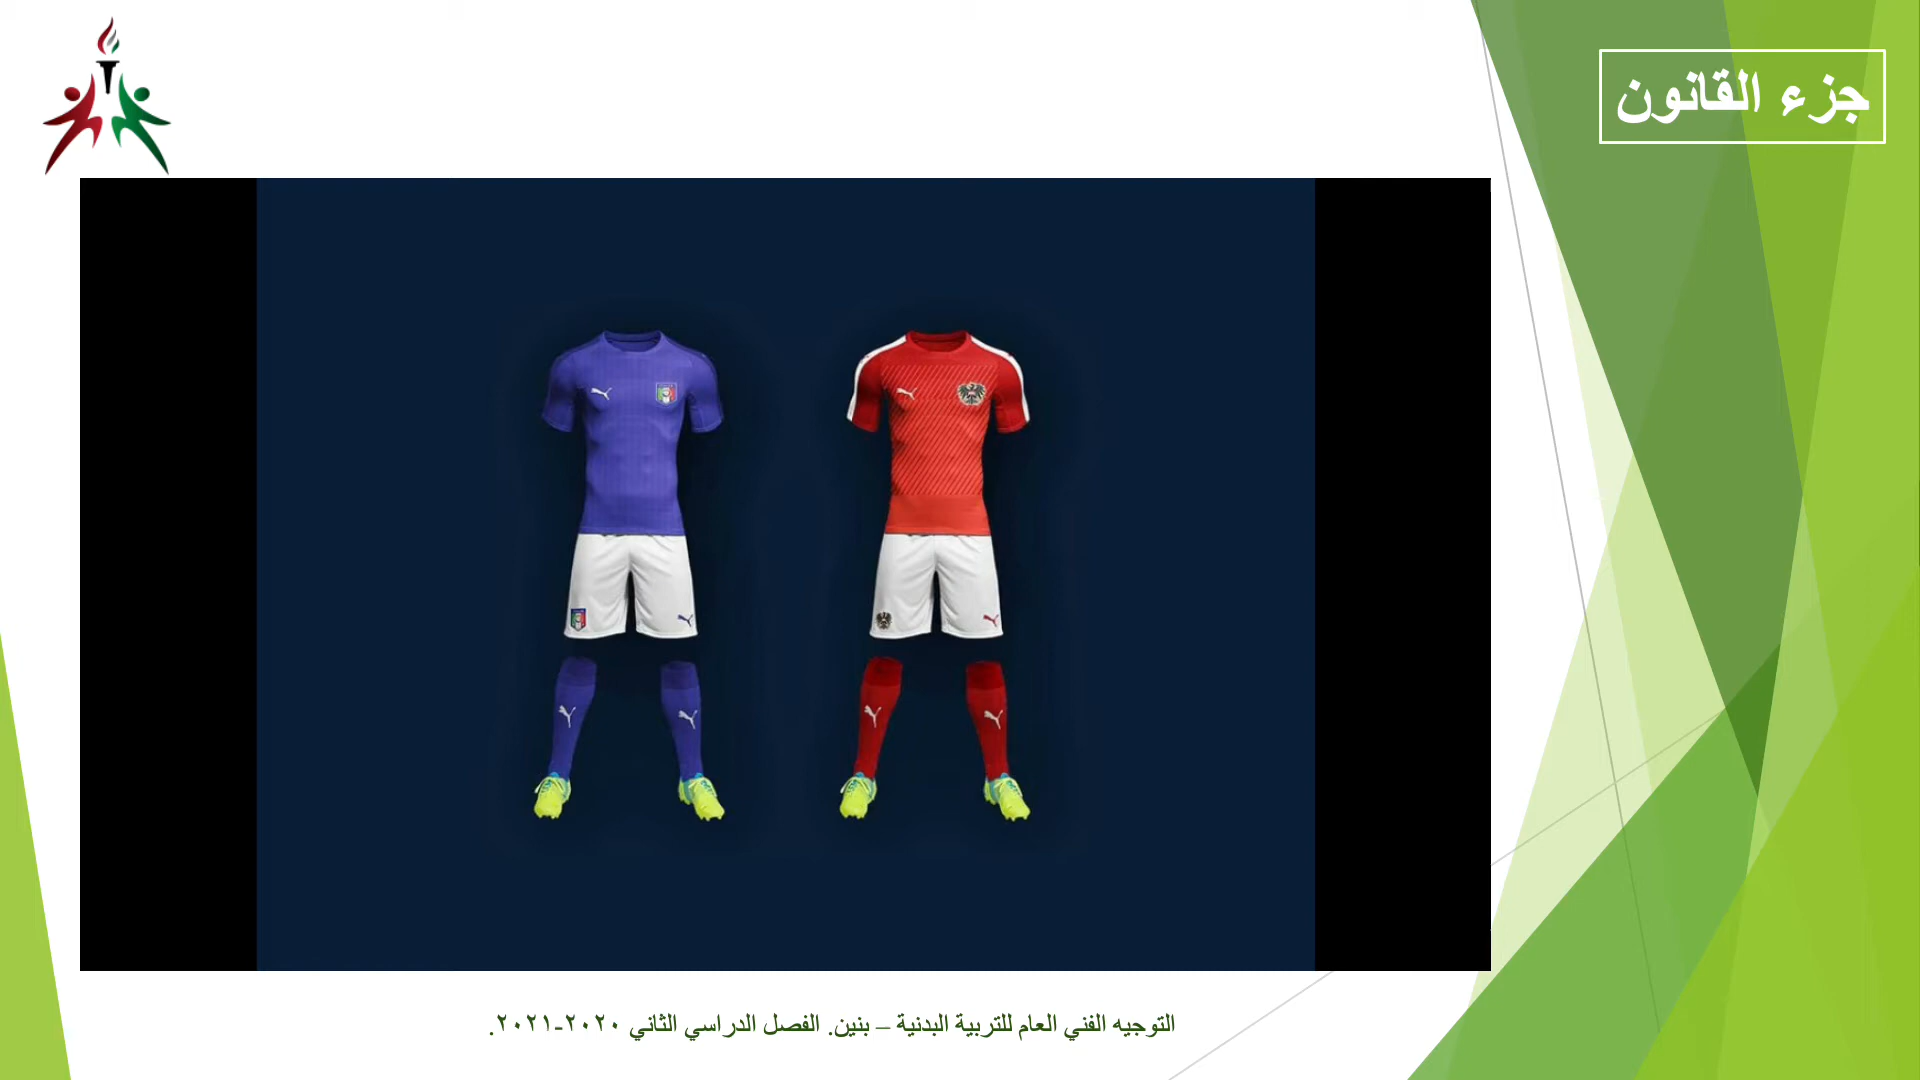 جزء القانون
التوجيه الفني العام للتربية البدنية – بنين. الفصل الدراسي الثاني ٢٠٢٠-٢٠٢١.